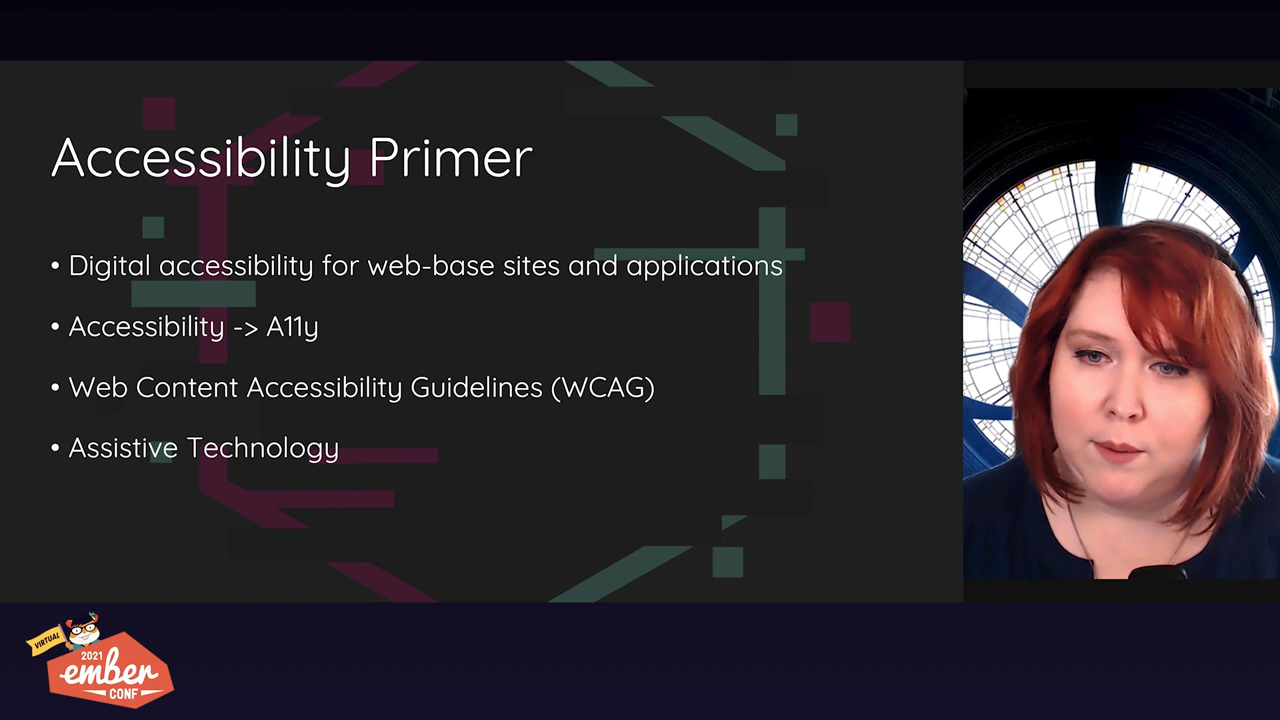 Accessibility Primer
• Digital accessibility for web-base sites and applications
• Accessibility -> A11y
• Web Content Accessibility Guidelines (WCAG)
• Assistive Technology
VIRTUAL
2021
ember
CONF